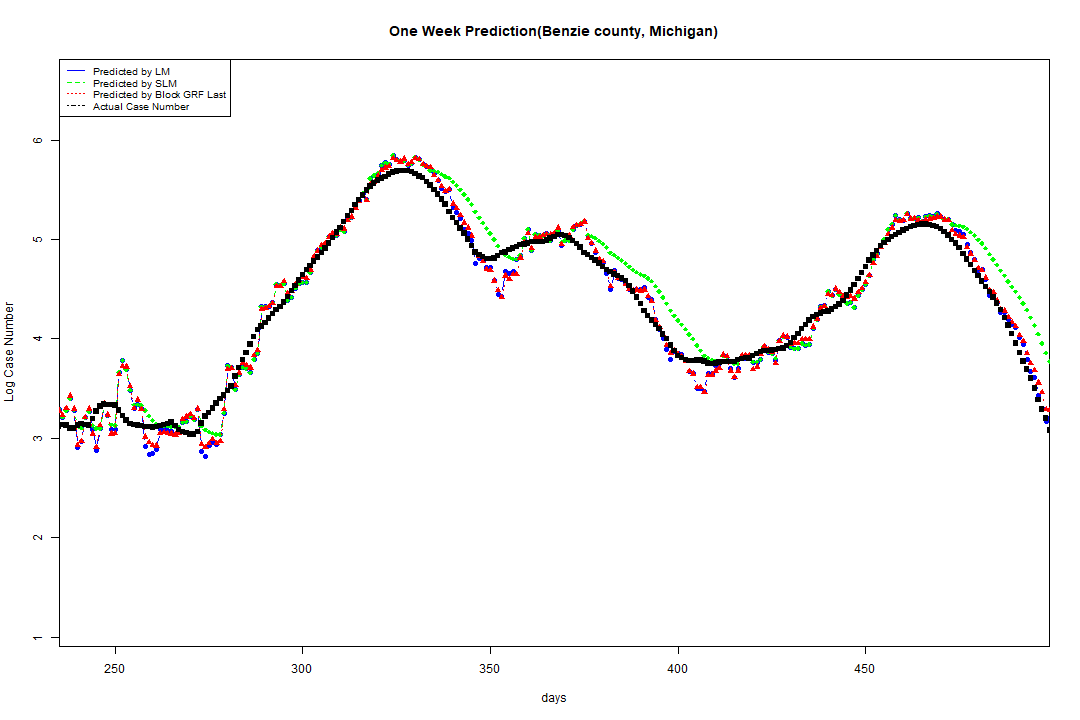 One Week Prediction(Benzie county, Michigan)
Predicted by LM
Predicted by SLM
Predicted by Block GRF Last
Actual Case Number
6
5
4
3
2
1
Log Case Number
250 300 350 400 450
days